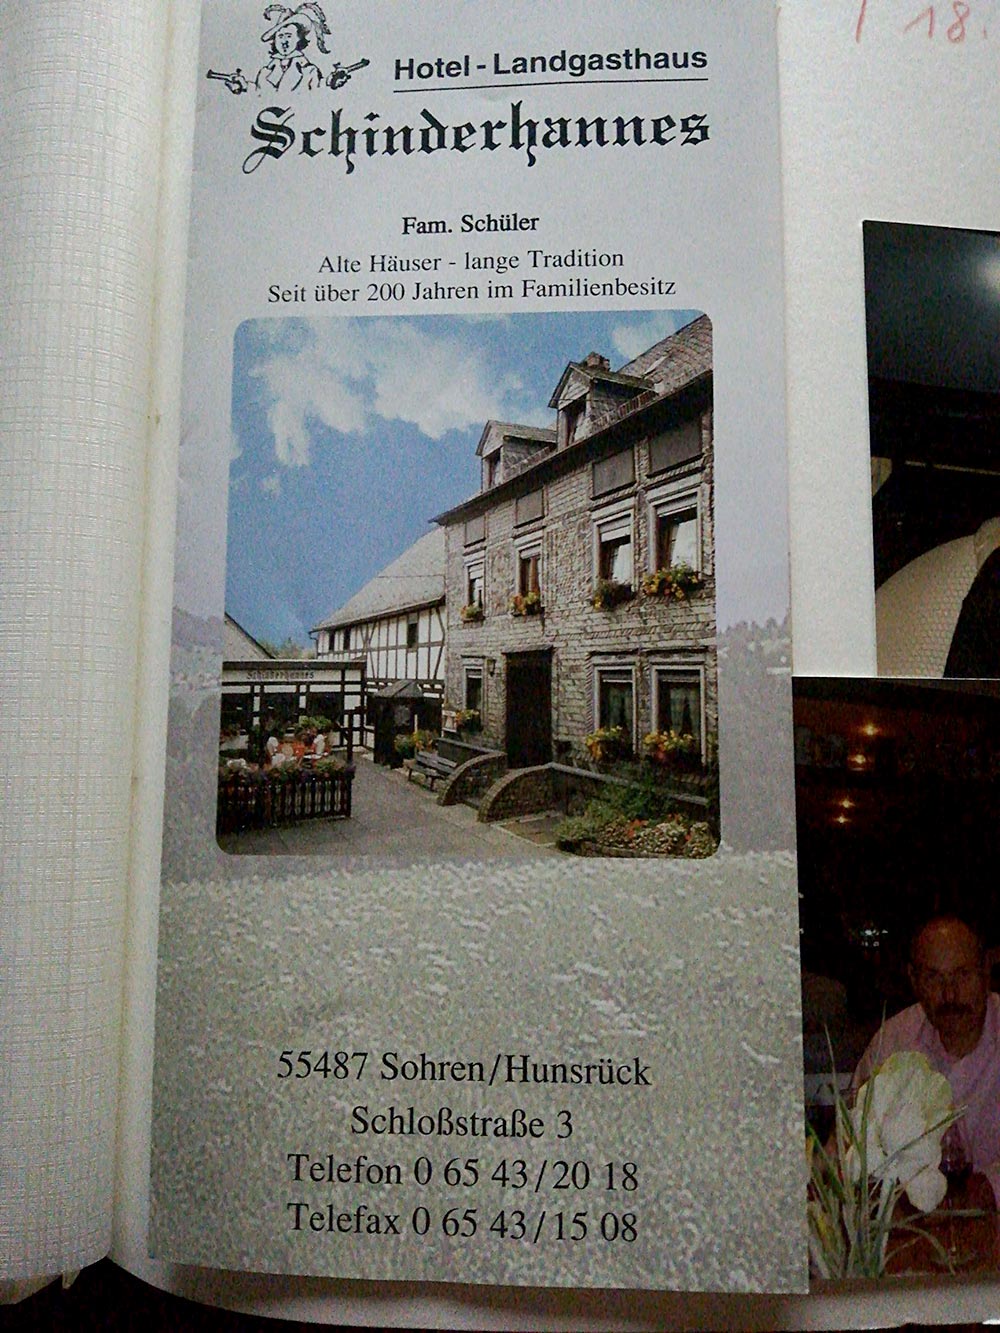 18.
Hotel - Landgasthaus
Schinderhannes
Fam. Schüler
Alte Häuser - lange Tradition
Seit über 200 Jahren im Familienbesitz
Schinderhannes
55487 Sohren/Hunsrück
Schloßstraße 3
Telefon 0 65 43/20 18
Telefax 0 65 43/15 08